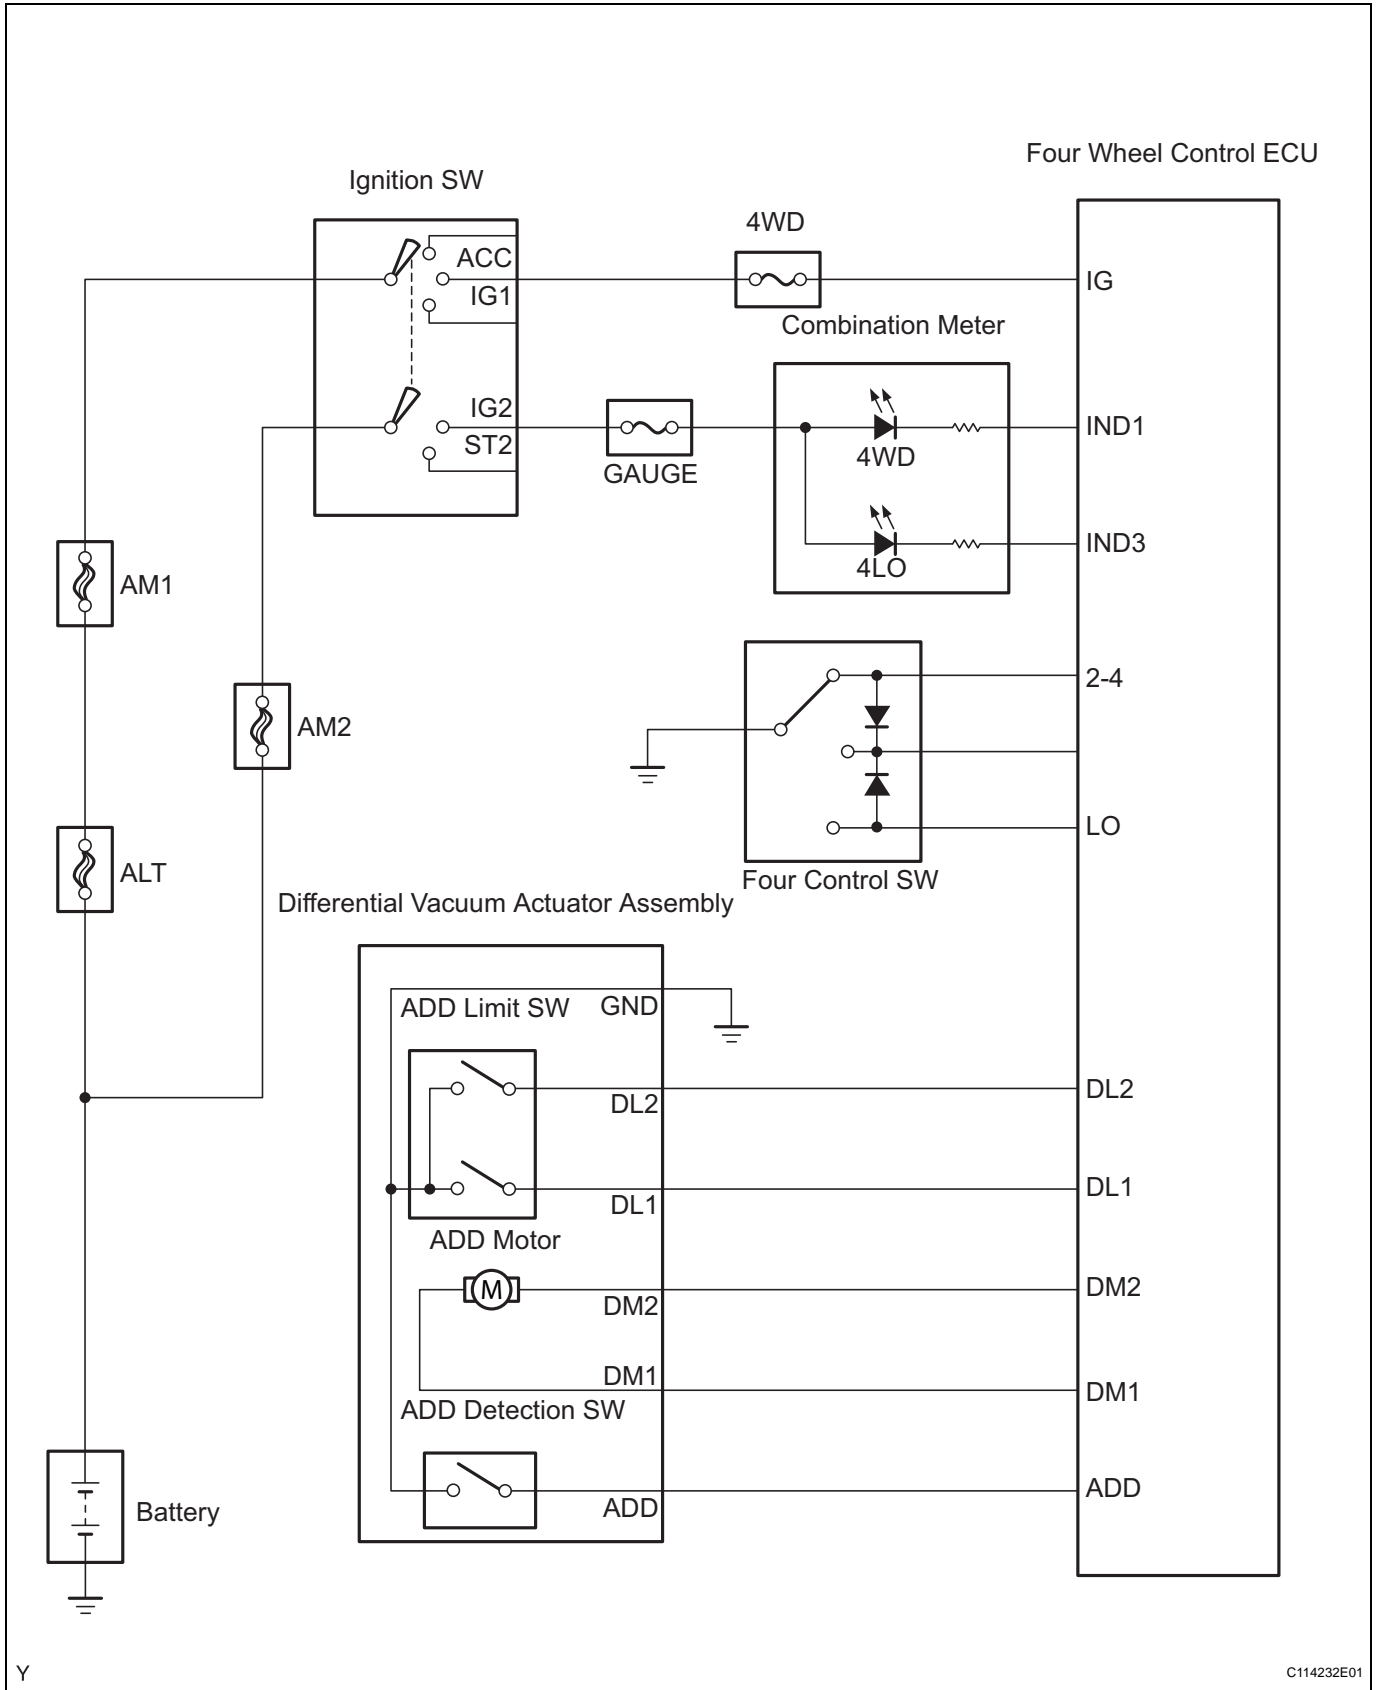 Four Wheel Control ECU
Ignition SW
4WD
ACC
IG1
IG
Combination Meter
IG2
ST2
GAUGE
4WD
IND1
4LO
IND3
AM1
AM2
ALT
2-4
LO
Four Control SW
Differential Vacuum Actuator Assembly
ADD Limit SW
GND
DL2
DL2
DL1
DL1
ADD Motor
M
DM2
DM2
DM1
DM1
ADD Detection SW
ADD
ADD
Battery
Y
C114232E01